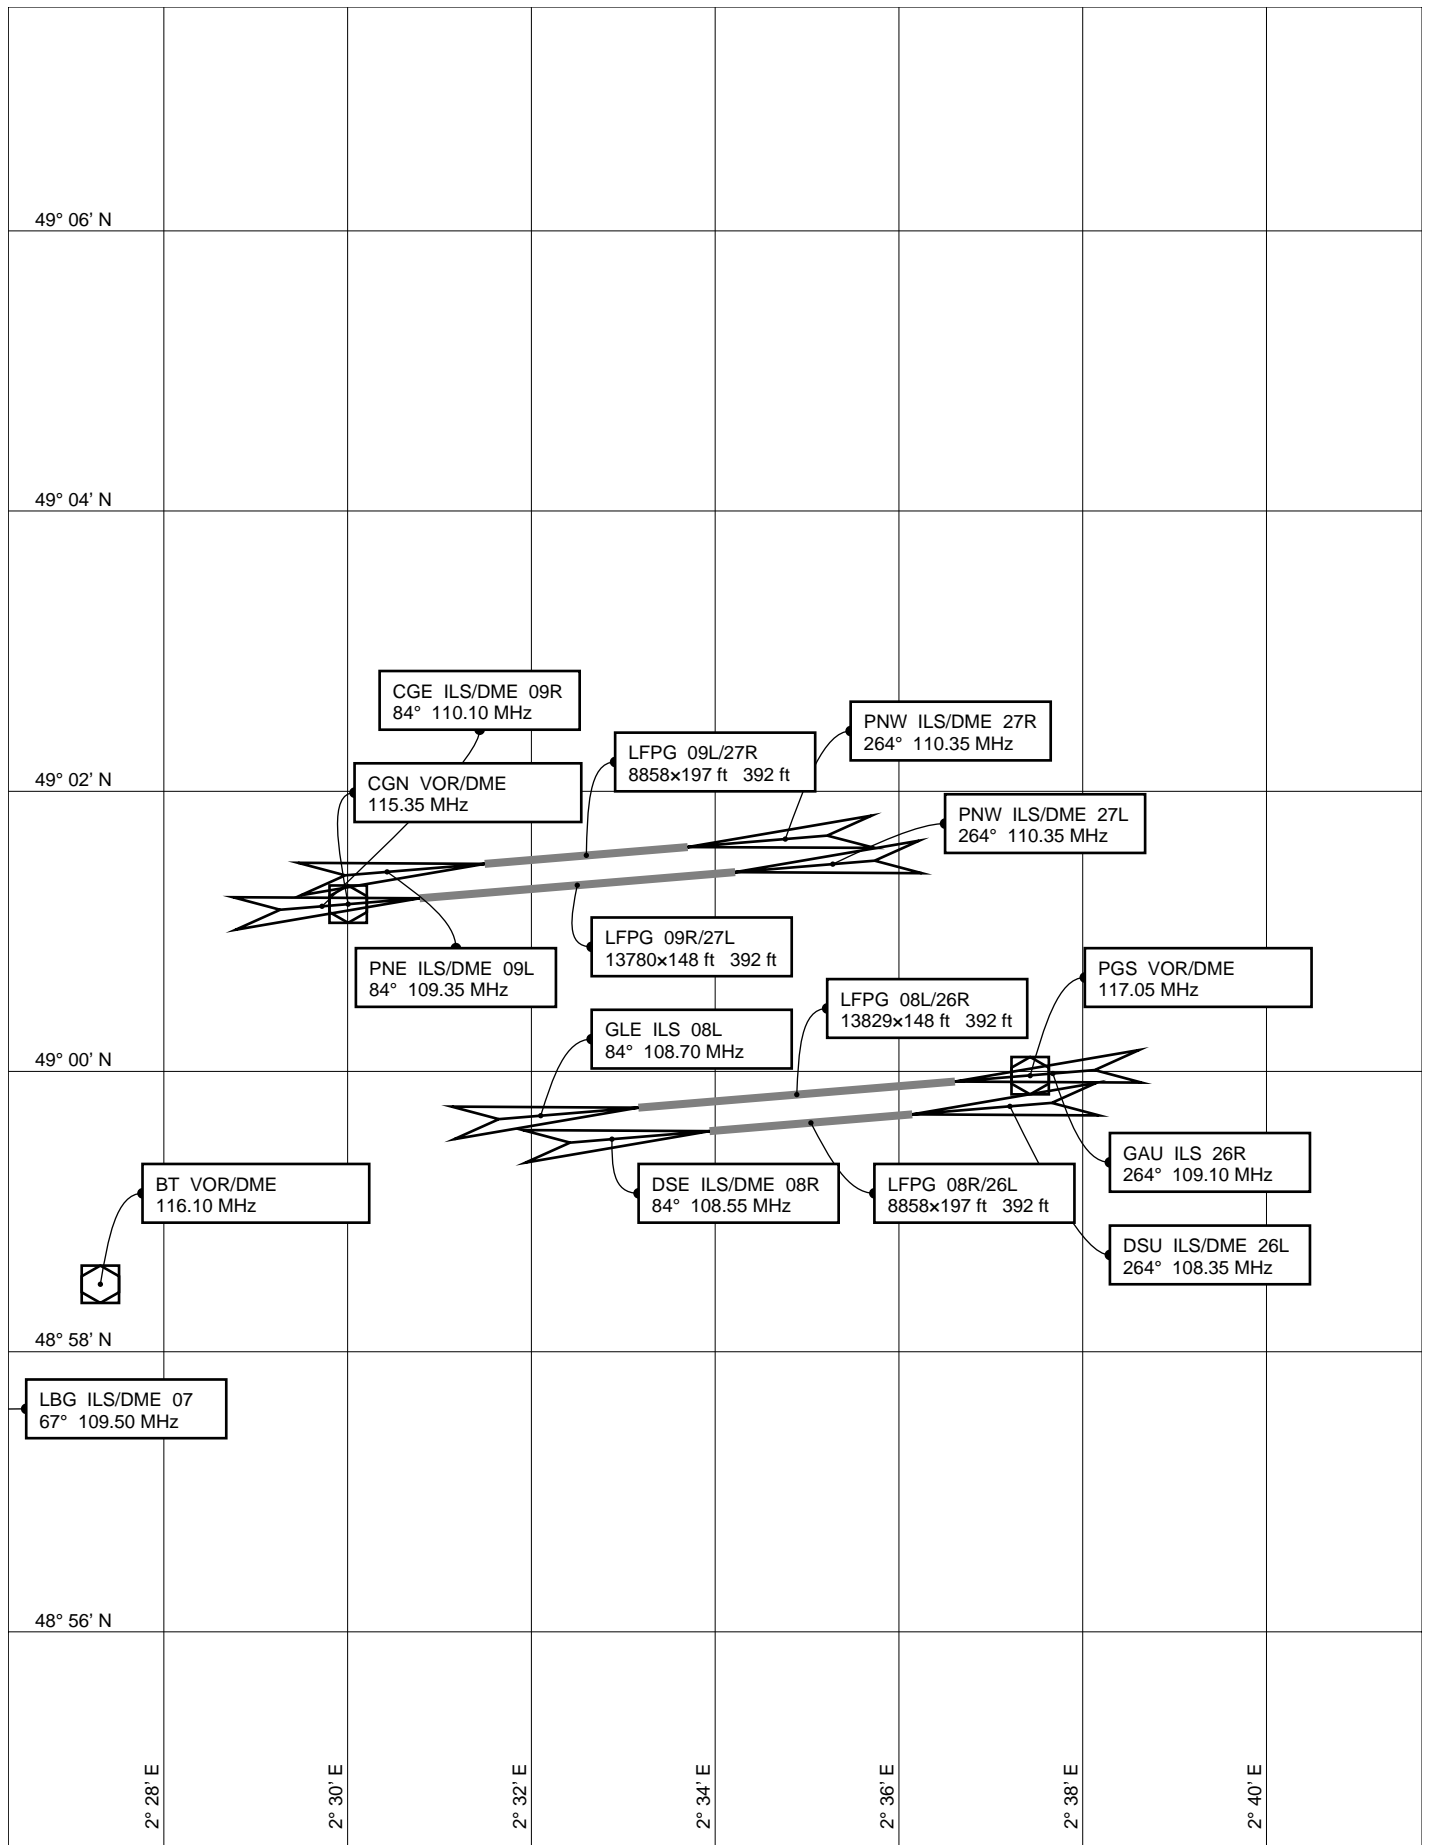 49° 06' N
49° 04' N
CGE ILS/DME 09R
84° 110.10 MHz
PNW ILS/DME 27R
264° 110.35 MHz
LFPG 09L/27R
8858×197 ft 392 ft
49° 02' N
CGN VOR/DME
115.35 MHz
PNW ILS/DME 27L
264° 110.35 MHz
LFPG 09R/27L
13780×148 ft 392 ft
PNE ILS/DME 09L
84° 109.35 MHz
PGS VOR/DME
117.05 MHz
LFPG 08L/26R
13829×148 ft 392 ft
GLE ILS 08L
84° 108.70 MHz
49° 00' N
GAU ILS 26R
264° 109.10 MHz
BT VOR/DME
116.10 MHz
DSE ILS/DME 08R
84° 108.55 MHz
LFPG 08R/26L
8858×197 ft 392 ft
DSU ILS/DME 26L
264° 108.35 MHz
48° 58' N
LBG ILS/DME 07
67° 109.50 MHz
48° 56' N
2° 28' E
2° 30' E
2° 32' E
2° 34' E
2° 36' E
2° 38' E
2° 40' E